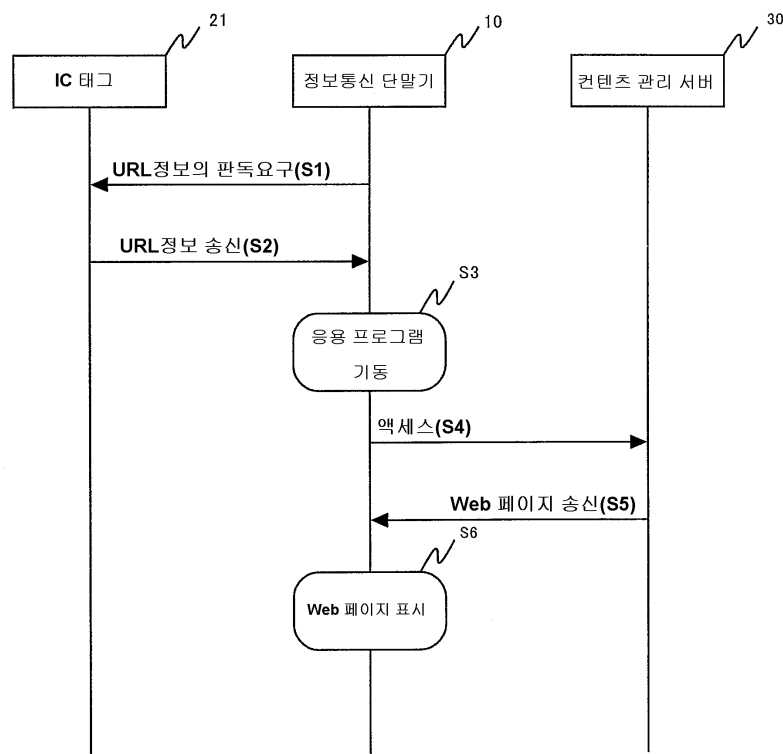 21
10
30
IC 태그
정보통신 단말기
컨텐츠 관리 서버
URL정보의 판독요구(S1)
URL정보 송신(S2)
S3
응용 프로그램
기동
액세스(S4)
Web 페이지 송신(S5)
S6
Web 페이지 표시